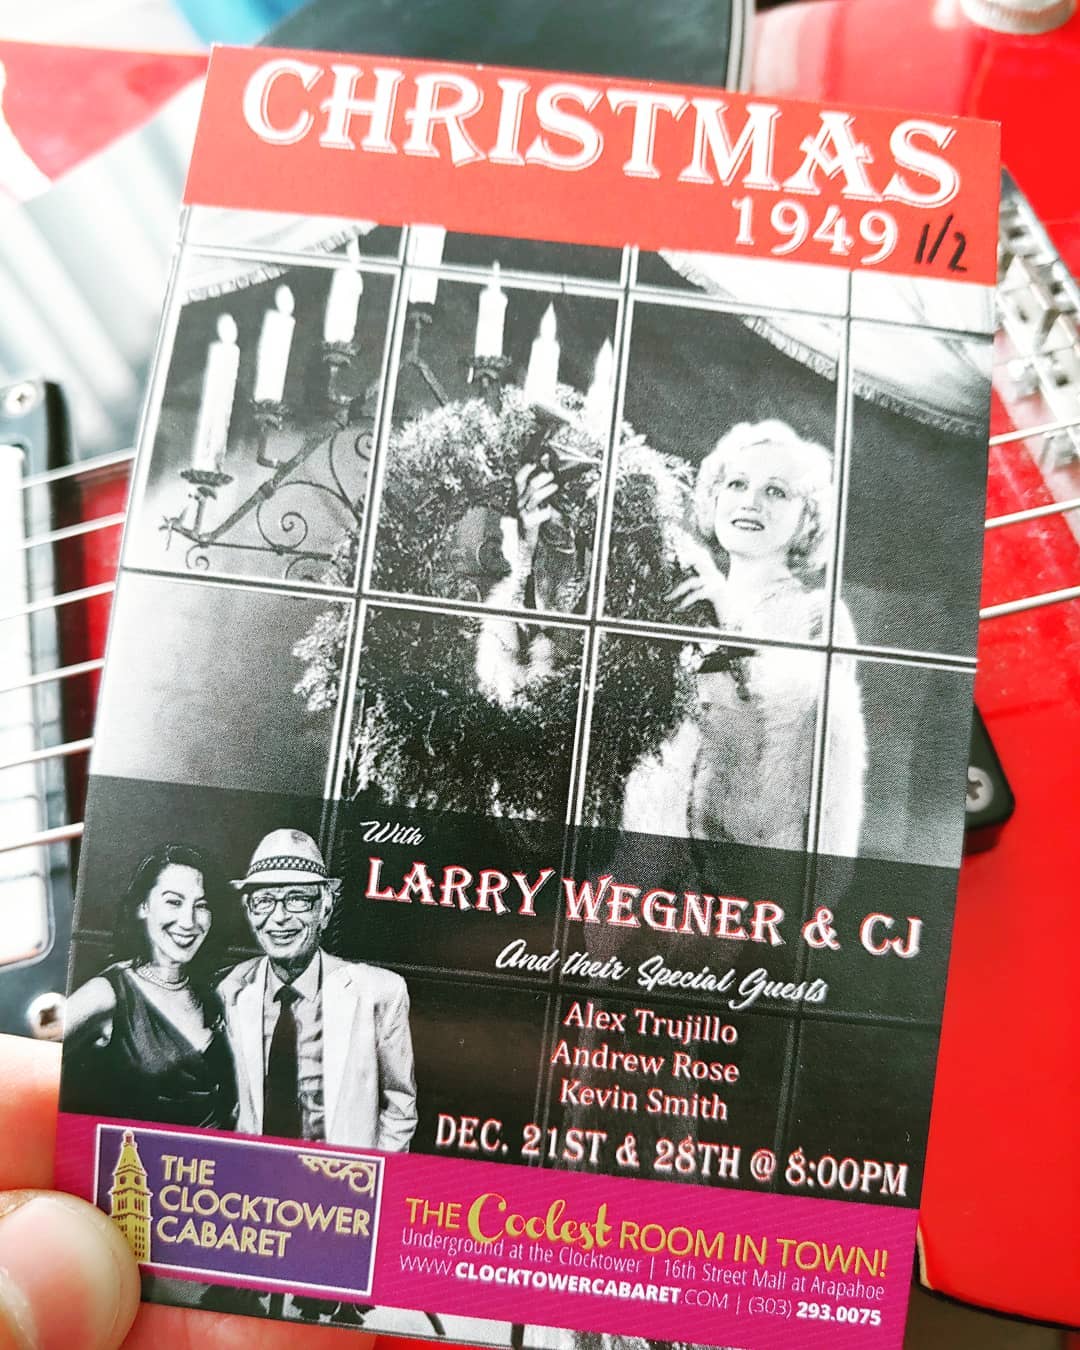 CHRISTMAS
1949 1/2
With
LARRY WEGNER & CJ
And their Special Guests
Alex Trujillo
Andrew Rose
Kevin Smith
DEC. 21ST & 28TH @ 8:00PM
THE
CLOCKTOWER
CABARET
THE Coolest ROOM IN TOWN!
Underground at the Clocktower | 16th Street Mall at Arapahoe
WWW.CLOCKTOWERCABARET.COM | (303) 293.0075